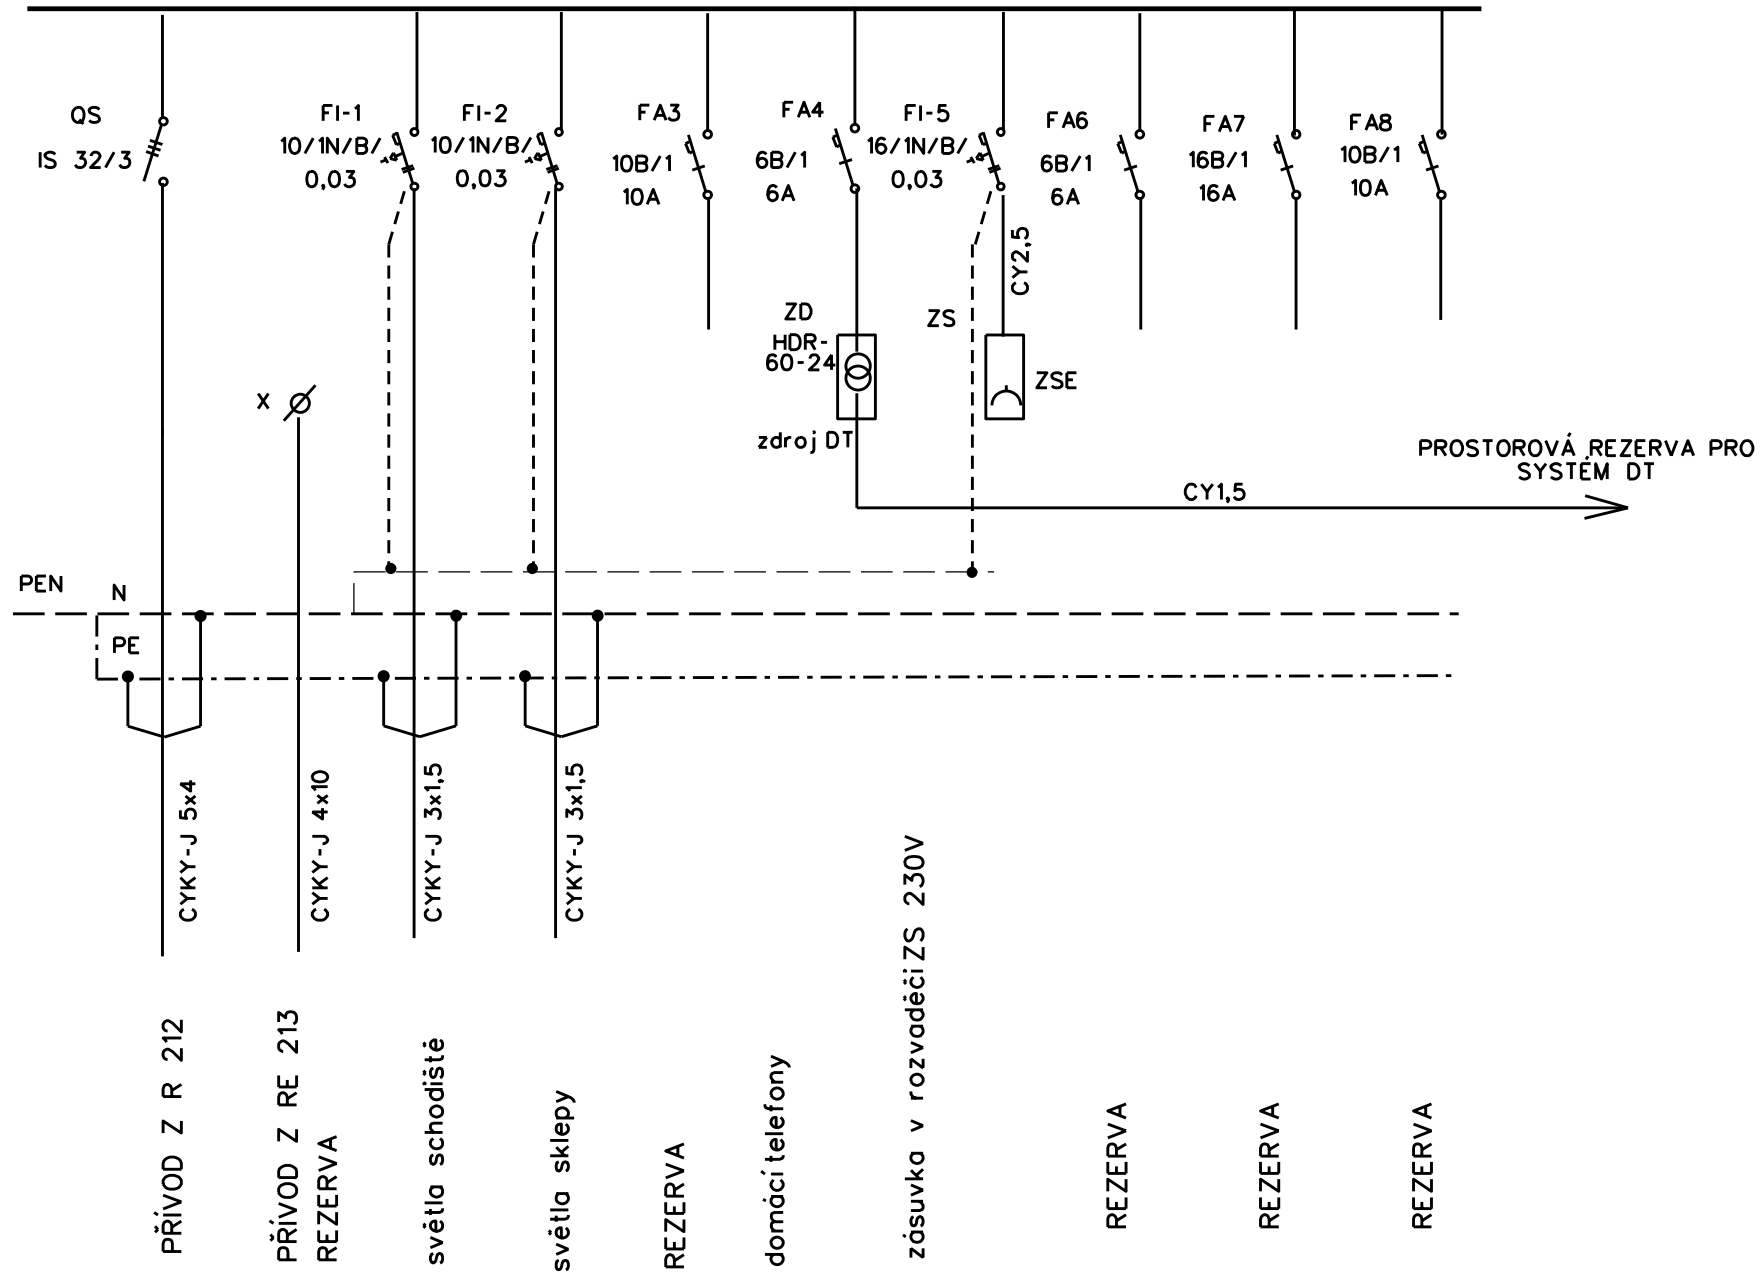 QS
IS 32/3
FI-1
10/1N/B/
0,03
FI-2
10/1N/B/
0,03
FA3
10B/1
10A
FA4
6B/1
6A
FI-5
16/1N/B/
0,03
FA6
6B/1
6A
FA7
16B/1
16A
FA8
10B/1
10A
CY2,5
ZD
HDR-
60-24
zdroj DT
ZS
ZSE
X
PROSTOROVÁ REZERVA PRO
SYSTÉM DT
CY1,5
PEN
N
PE
CYKY-J 5x4
CYKY-J 4x10
CYKY-J 3x1,5
CYKY-J 3x1,5
PŘÍVOD Z R 212
PŘÍVOD Z RE 213
REZERVA
světla schodiště
světla sklepy
REZERVA
domácí telefony
zásuvka v rozvaděči ZS 230V
REZERVA
REZERVA
REZERVA